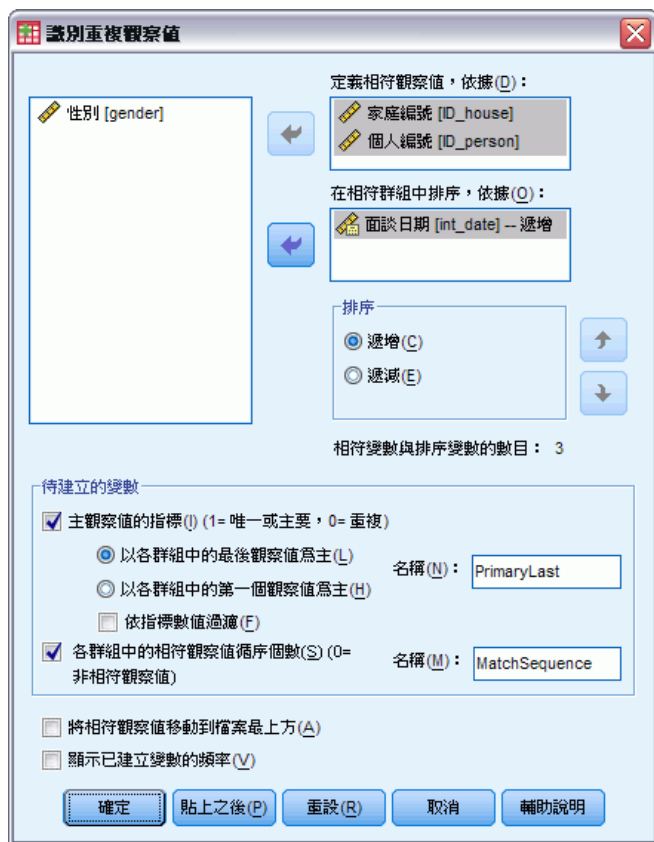 識別重複觀察值
定義相符觀察值，依據(D)：
性別 [gender]
家庭編號 [ID_house]
個人編號 [ID_person]
在相符群組中排序，依據(O)：
面談日期 [int_date] -- 遞增
排序
遞增(C)
遞減(E)
相符變數與排序變數的數目： 3
待建立的變數
主觀察值的指標(I) (1= 唯一或主要，0= 重複)
以各群組中的最後觀察值為主(L)
名稱(N)： PrimaryLast
以各群組中的第一個觀察值為主(H)
依指標數值過濾(F)
各群組中的相符觀察值循序個數(S) (0=
非相符觀察值)
名稱(M)： MatchSequence
將相符觀察值移動到檔案最上方(A)
顯示已建立變數的頻率(V)
確定 貼上之後(P) 重設(R) 取消 輔助說明